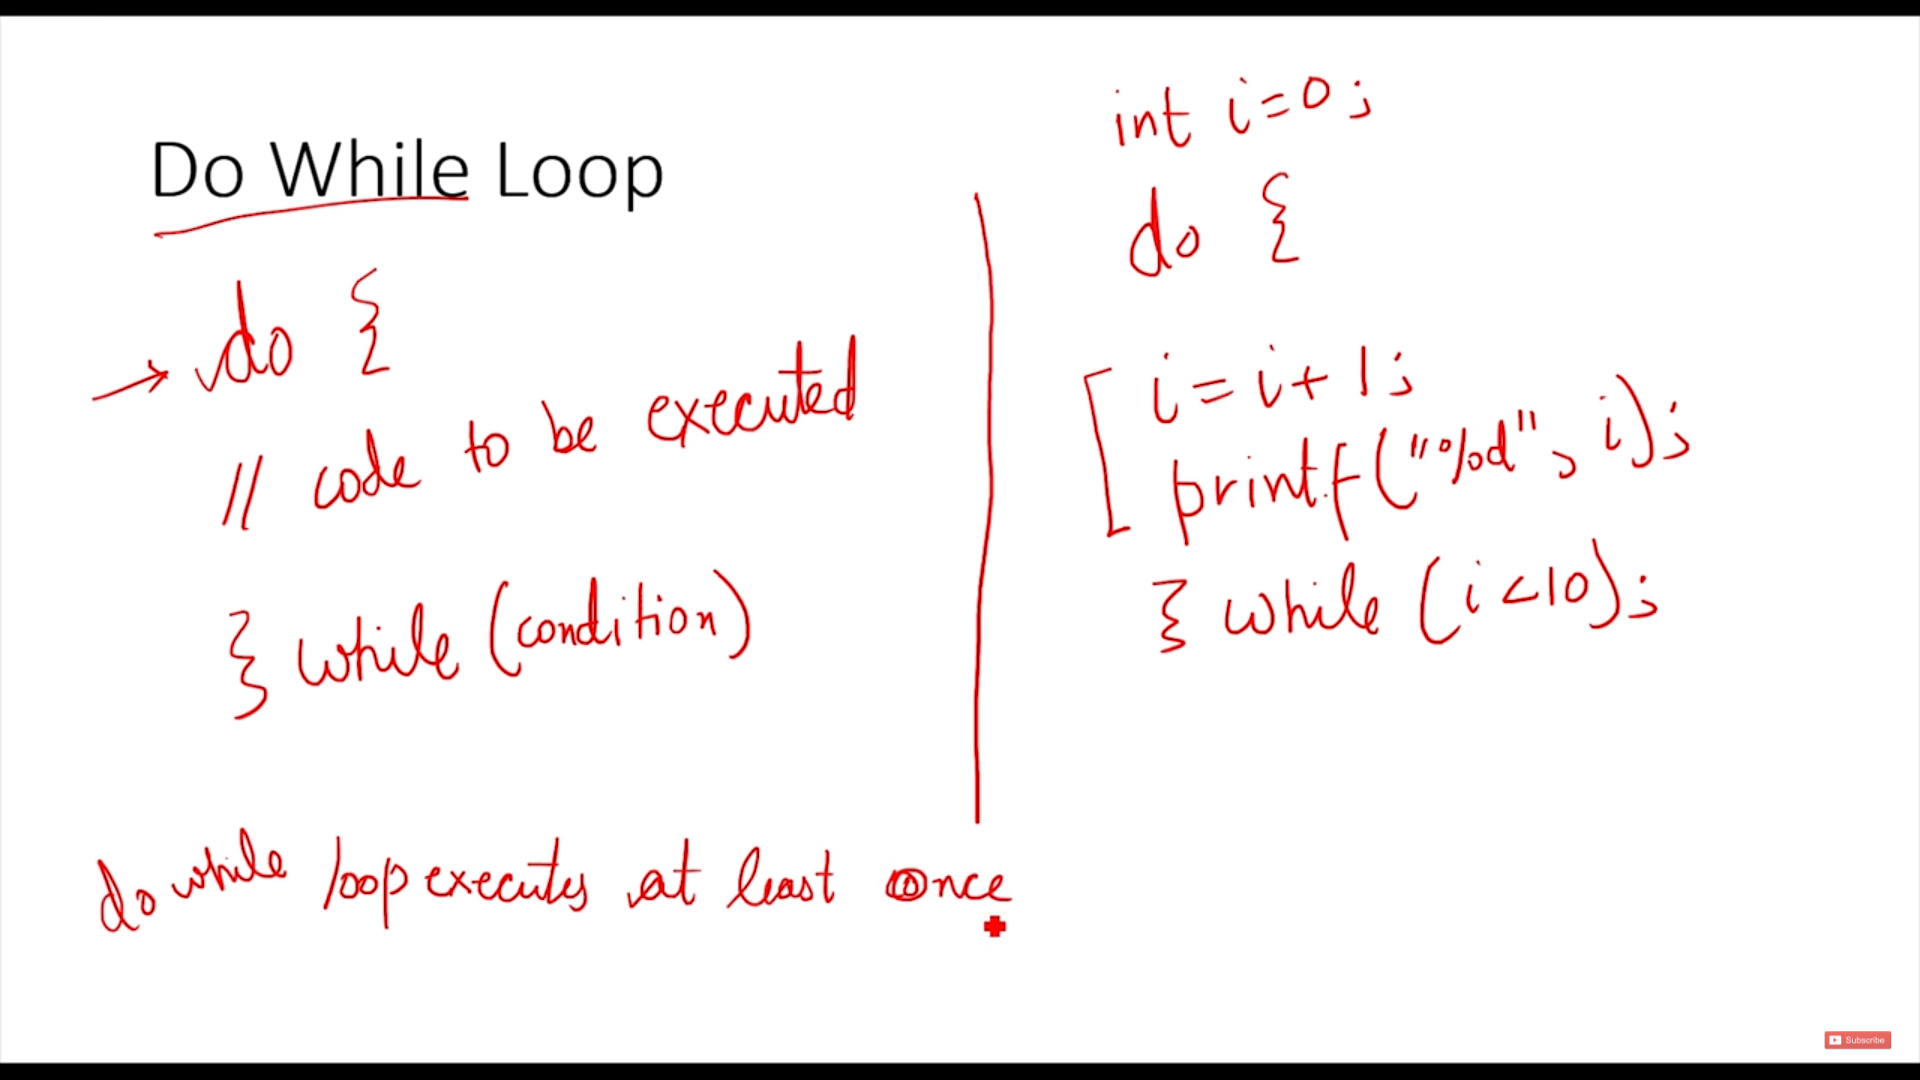 Do While Loop
do {
// code to be executed
} while (condition)
do while loop executes at least once
int i=0;
do {
i = i + 1;
printf("%d", i);
} while (i<10);
Subscribe